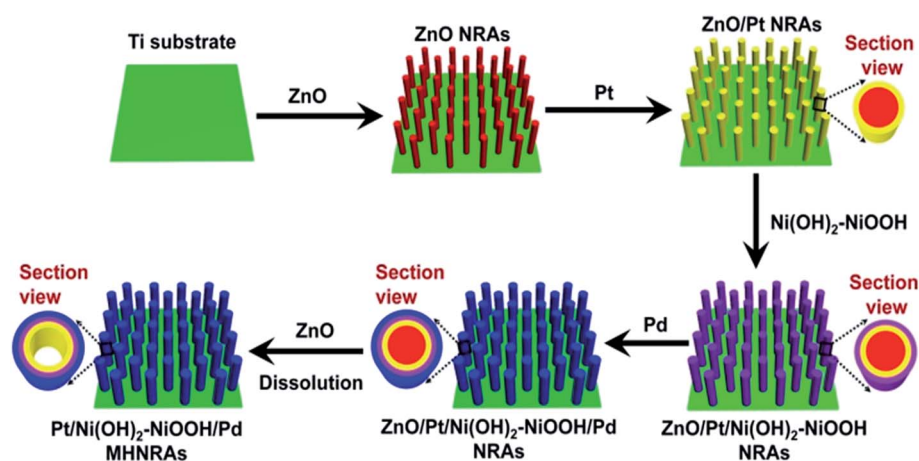 Ti substrate
ZnO
ZnO NRAs
Pt
ZnO/Pt NRAs
Section
view
Ni(OH)₂-NiOOH
Section
view
ZnO/Pt/Ni(OH)₂-NiOOH
NRAs
Pd
Section
view
ZnO/Pt/Ni(OH)₂-NiOOH/Pd
NRAs
ZnO
Dissolution
Section
view
Pt/Ni(OH)₂-NiOOH/Pd
MHNRAs